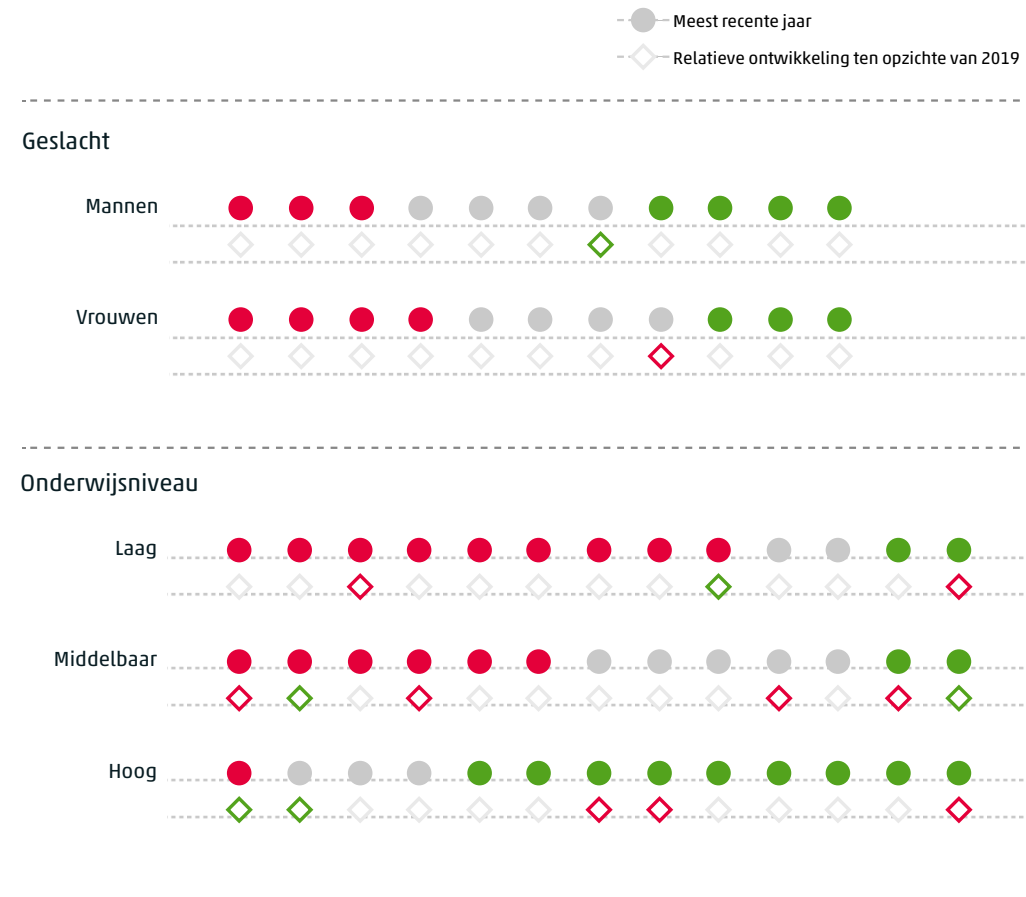 Meest recente jaar
Relatieve ontwikkeling ten opzichte van 2019
Geslacht
Mannen
Vrouwen
Onderwijsniveau
Laag
Middelbaar
Hoog